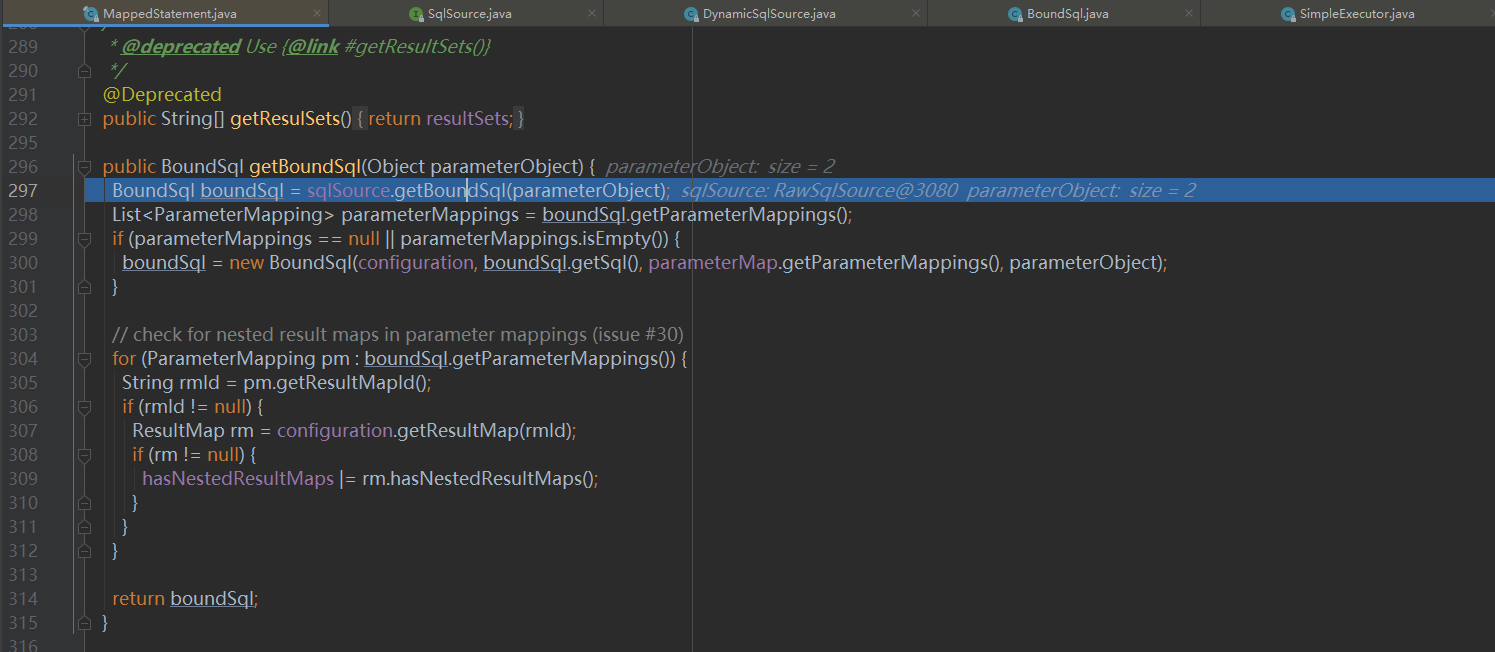 MappedStatement.java SqlSource.java DynamicSqlSource.java BoundSql.java SimpleExecutor.java
289 * @deprecated Use {@link #getResultSets()}
290 */
291 @Deprecated
292 public String[] getResulSets() { return resultSets; }
295
296 public BoundSql getBoundSql(Object parameterObject) { parameterObject: size = 2
297 BoundSql boundSql = sqlSource.getBoundSql(parameterObject); sqlSource: RawSqlSource@3080 parameterObject: size = 2
298 List<ParameterMapping> parameterMappings = boundSql.getParameterMappings();
299 if (parameterMappings == null || parameterMappings.isEmpty()) {
300 boundSql = new BoundSql(configuration, boundSql.getSql(), parameterMap.getParameterMappings(), parameterObject);
301 }
302
303 // check for nested result maps in parameter mappings (issue #30)
304 for (ParameterMapping pm : boundSql.getParameterMappings()) {
305 String rmId = pm.getResultMapId();
306 if (rmId != null) {
307 ResultMap rm = configuration.getResultMap(rmId);
308 if (rm != null) {
309 hasNestedResultMaps |= rm.hasNestedResultMaps();
310 }
311 }
312 }
313
314 return boundSql;
315 }
316